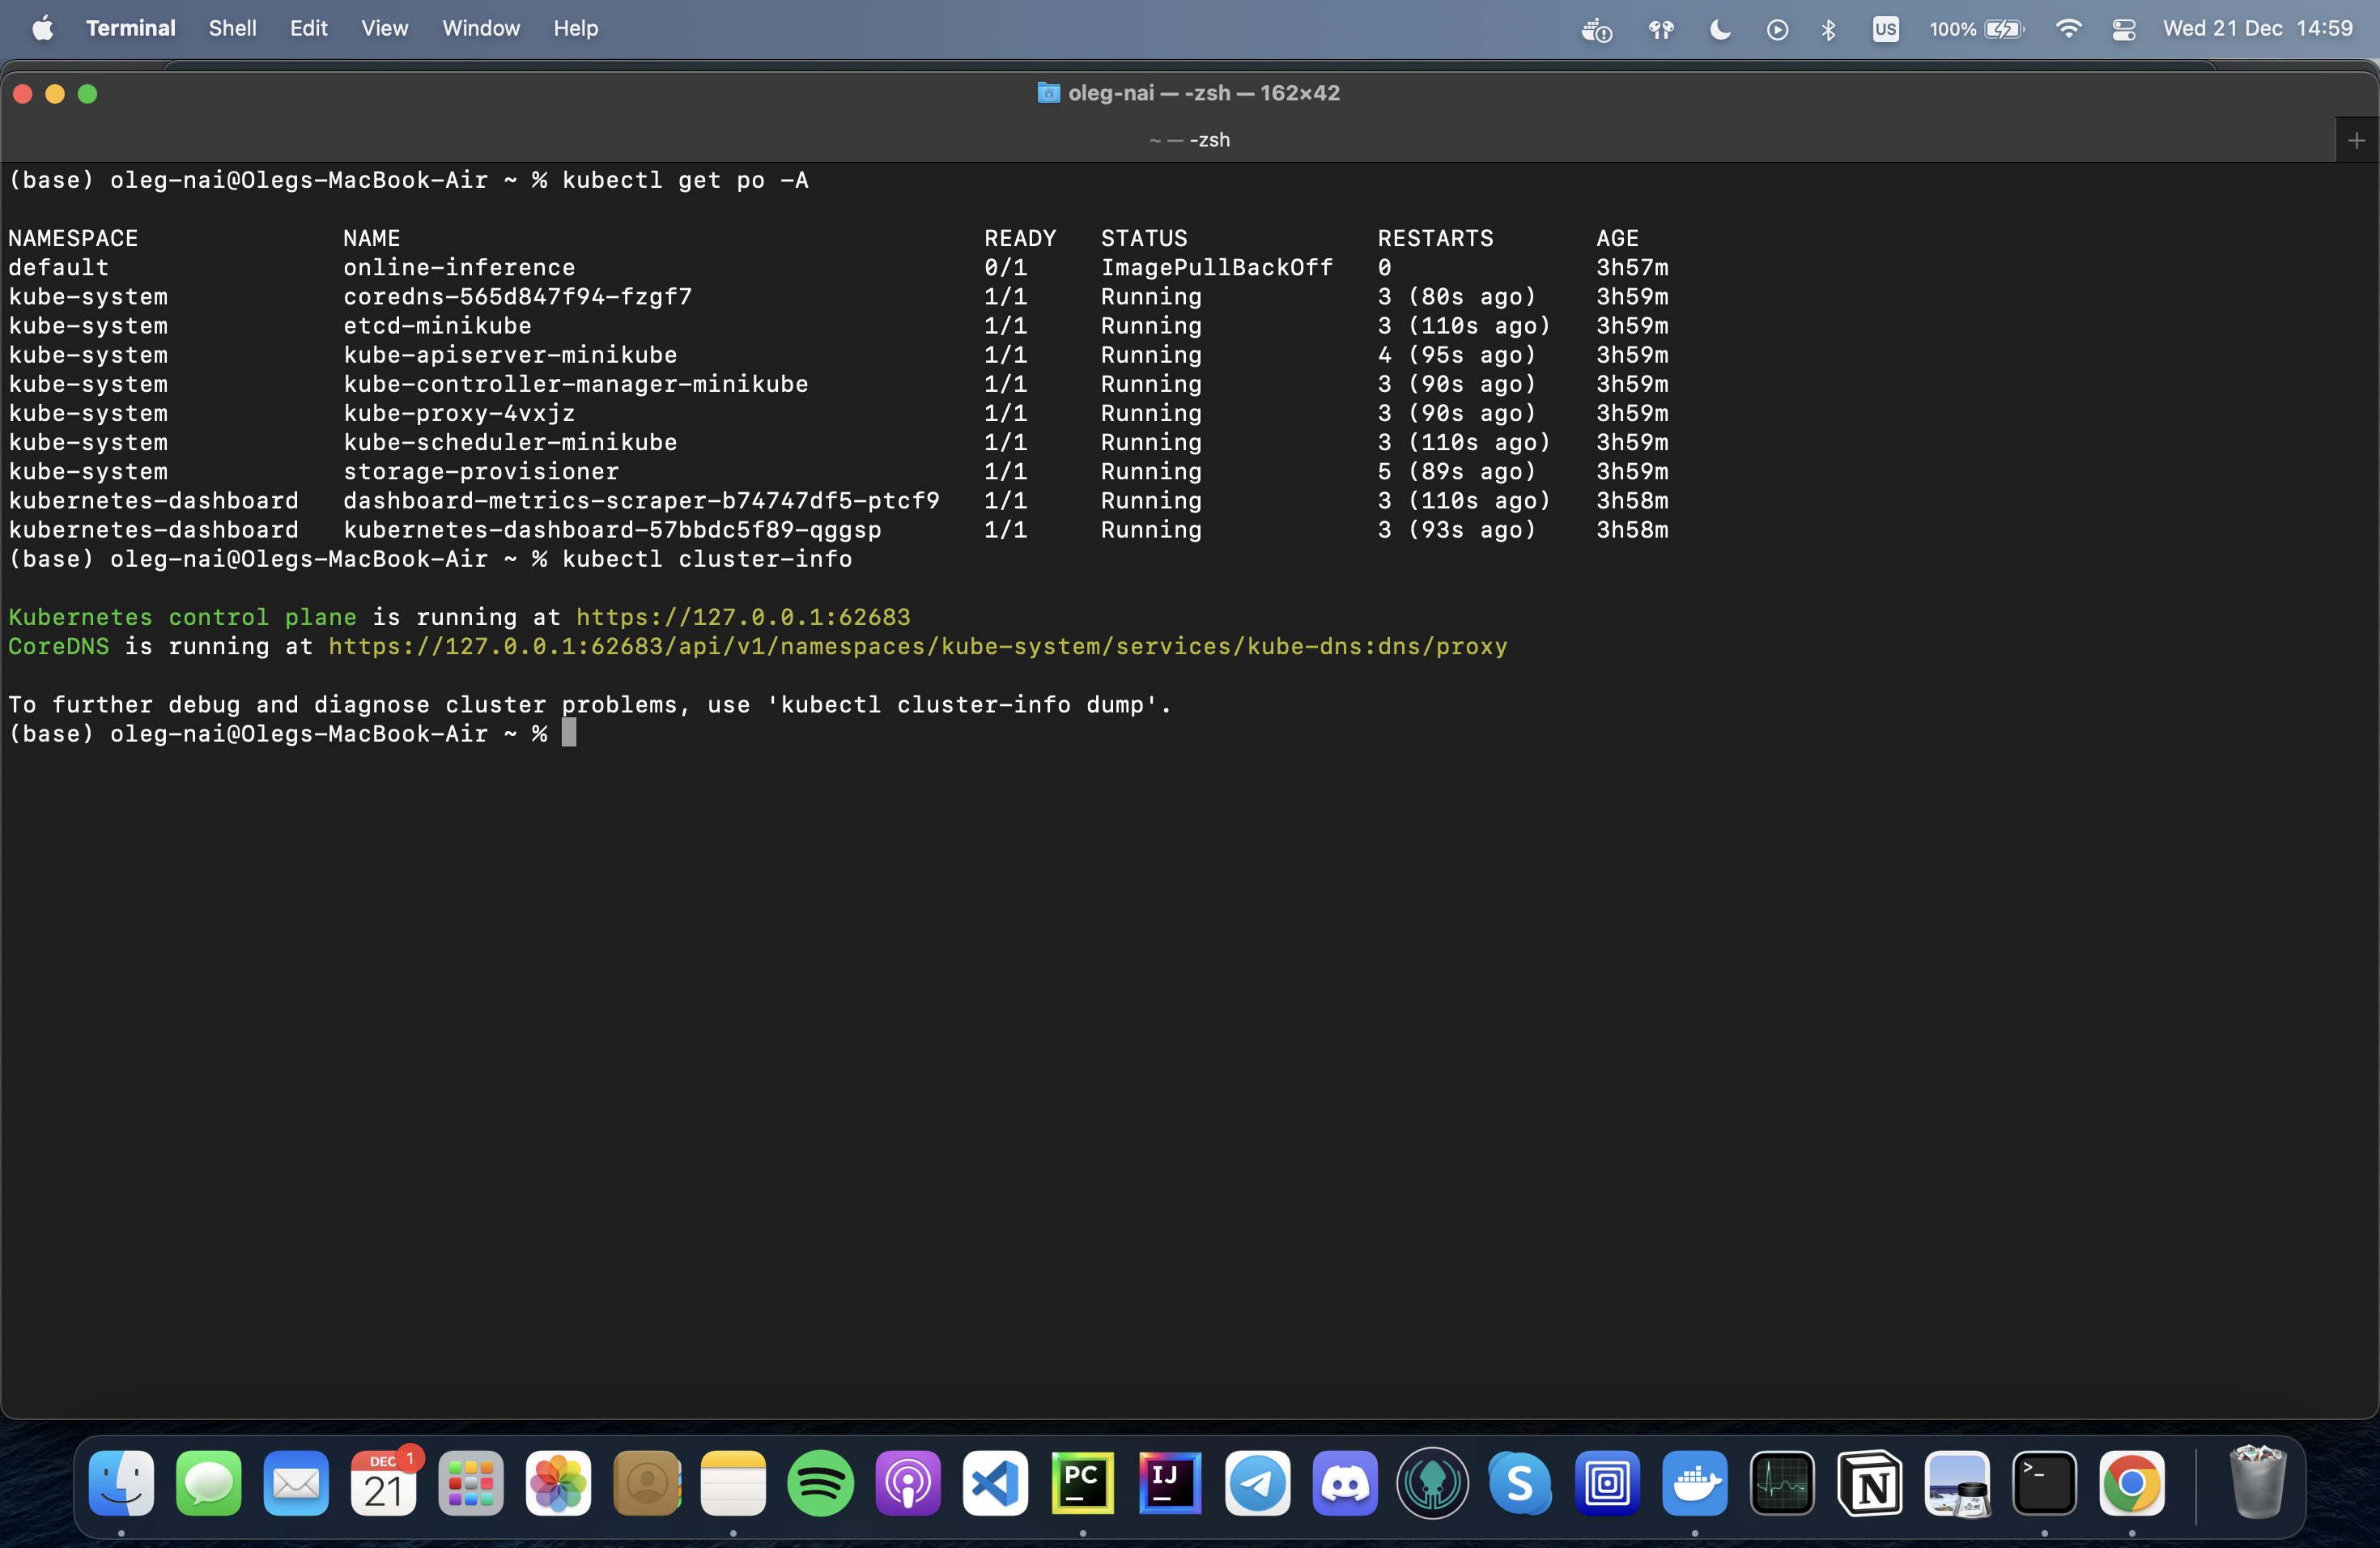 Terminal Shell Edit View Window Help US 100% Wed 21 Dec 14:59
oleg-nai — -zsh — 162×42
~ — -zsh
(base) oleg-nai@Olegs-MacBook-Air ~ % kubectl get po -A
NAMESPACE NAME READY STATUS RESTARTS AGE
default online-inference 0/1 ImagePullBackOff 0 3h57m
kube-system coredns-565d847f94-fzgf7 1/1 Running 3 (80s ago) 3h59m
kube-system etcd-minikube 1/1 Running 3 (110s ago) 3h59m
kube-system kube-apiserver-minikube 1/1 Running 4 (95s ago) 3h59m
kube-system kube-controller-manager-minikube 1/1 Running 3 (90s ago) 3h59m
kube-system kube-proxy-4vxjz 1/1 Running 3 (90s ago) 3h59m
kube-system kube-scheduler-minikube 1/1 Running 3 (110s ago) 3h59m
kube-system storage-provisioner 1/1 Running 5 (89s ago) 3h59m
kubernetes-dashboard dashboard-metrics-scraper-b74747df5-ptcf9 1/1 Running 3 (110s ago) 3h58m
kubernetes-dashboard kubernetes-dashboard-57bbdc5f89-qggsp 1/1 Running 3 (93s ago) 3h58m
(base) oleg-nai@Olegs-MacBook-Air ~ % kubectl cluster-info
Kubernetes control plane is running at https://127.0.0.1:62683
CoreDNS is running at https://127.0.0.1:62683/api/v1/namespaces/kube-system/services/kube-dns:dns/proxy
To further debug and diagnose cluster problems, use 'kubectl cluster-info dump'.
(base) oleg-nai@Olegs-MacBook-Air ~ %
DEC 1
21
PC
IJ
S
N
>_